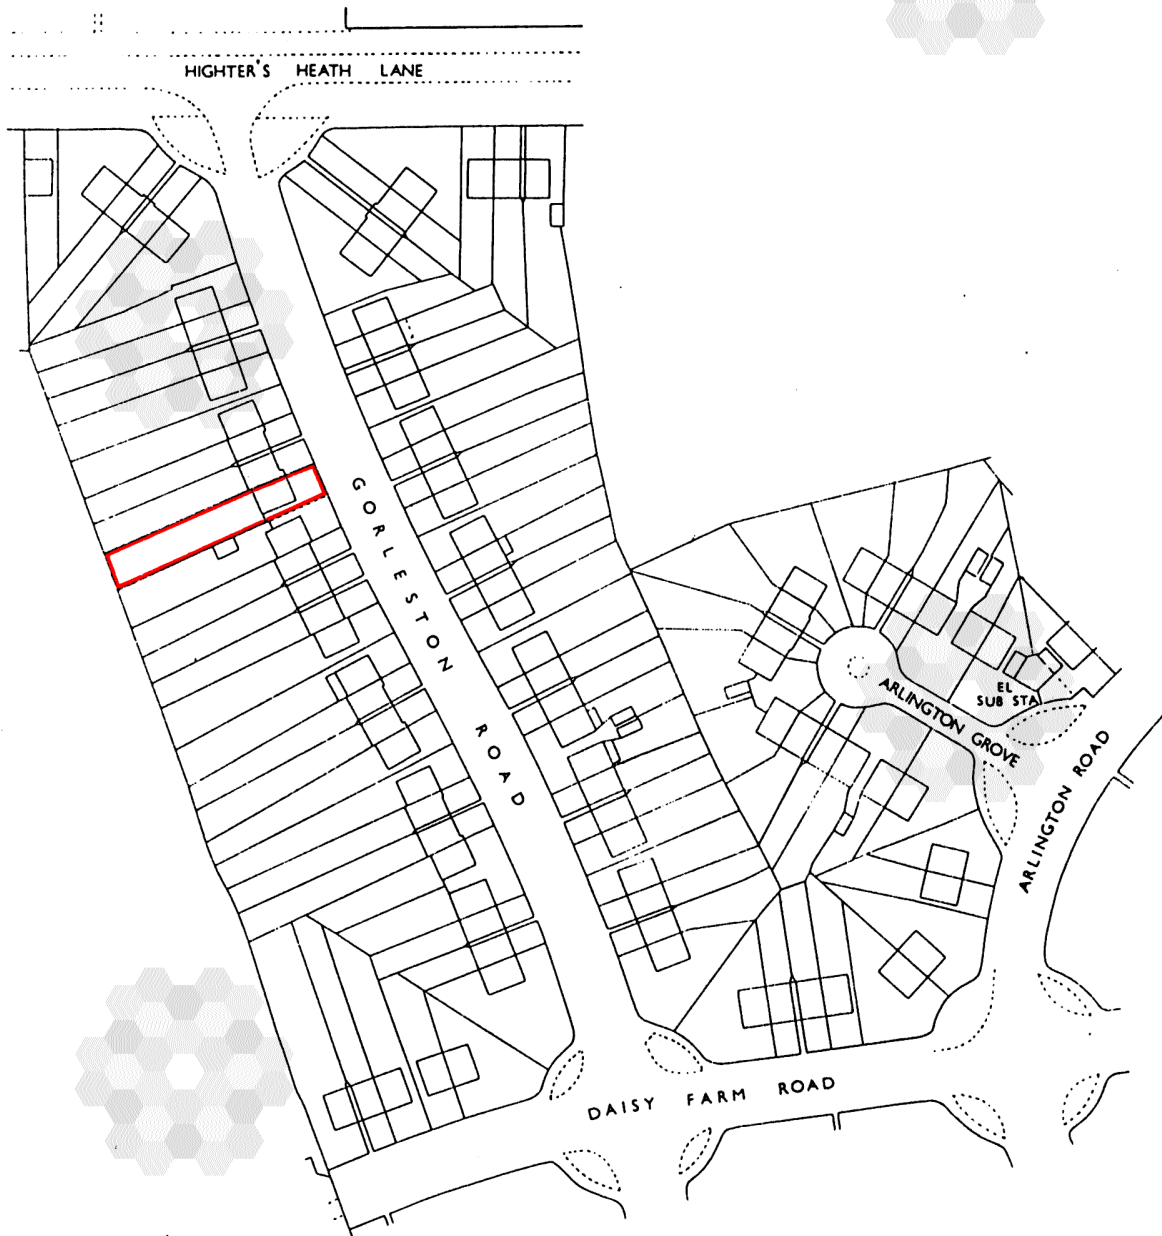 HIGHTER'S HEATH LANE
GORLESTON ROAD
EL
SUB STA
ARLINGTON GROVE
ARLINGTON ROAD
DAISY FARM ROAD